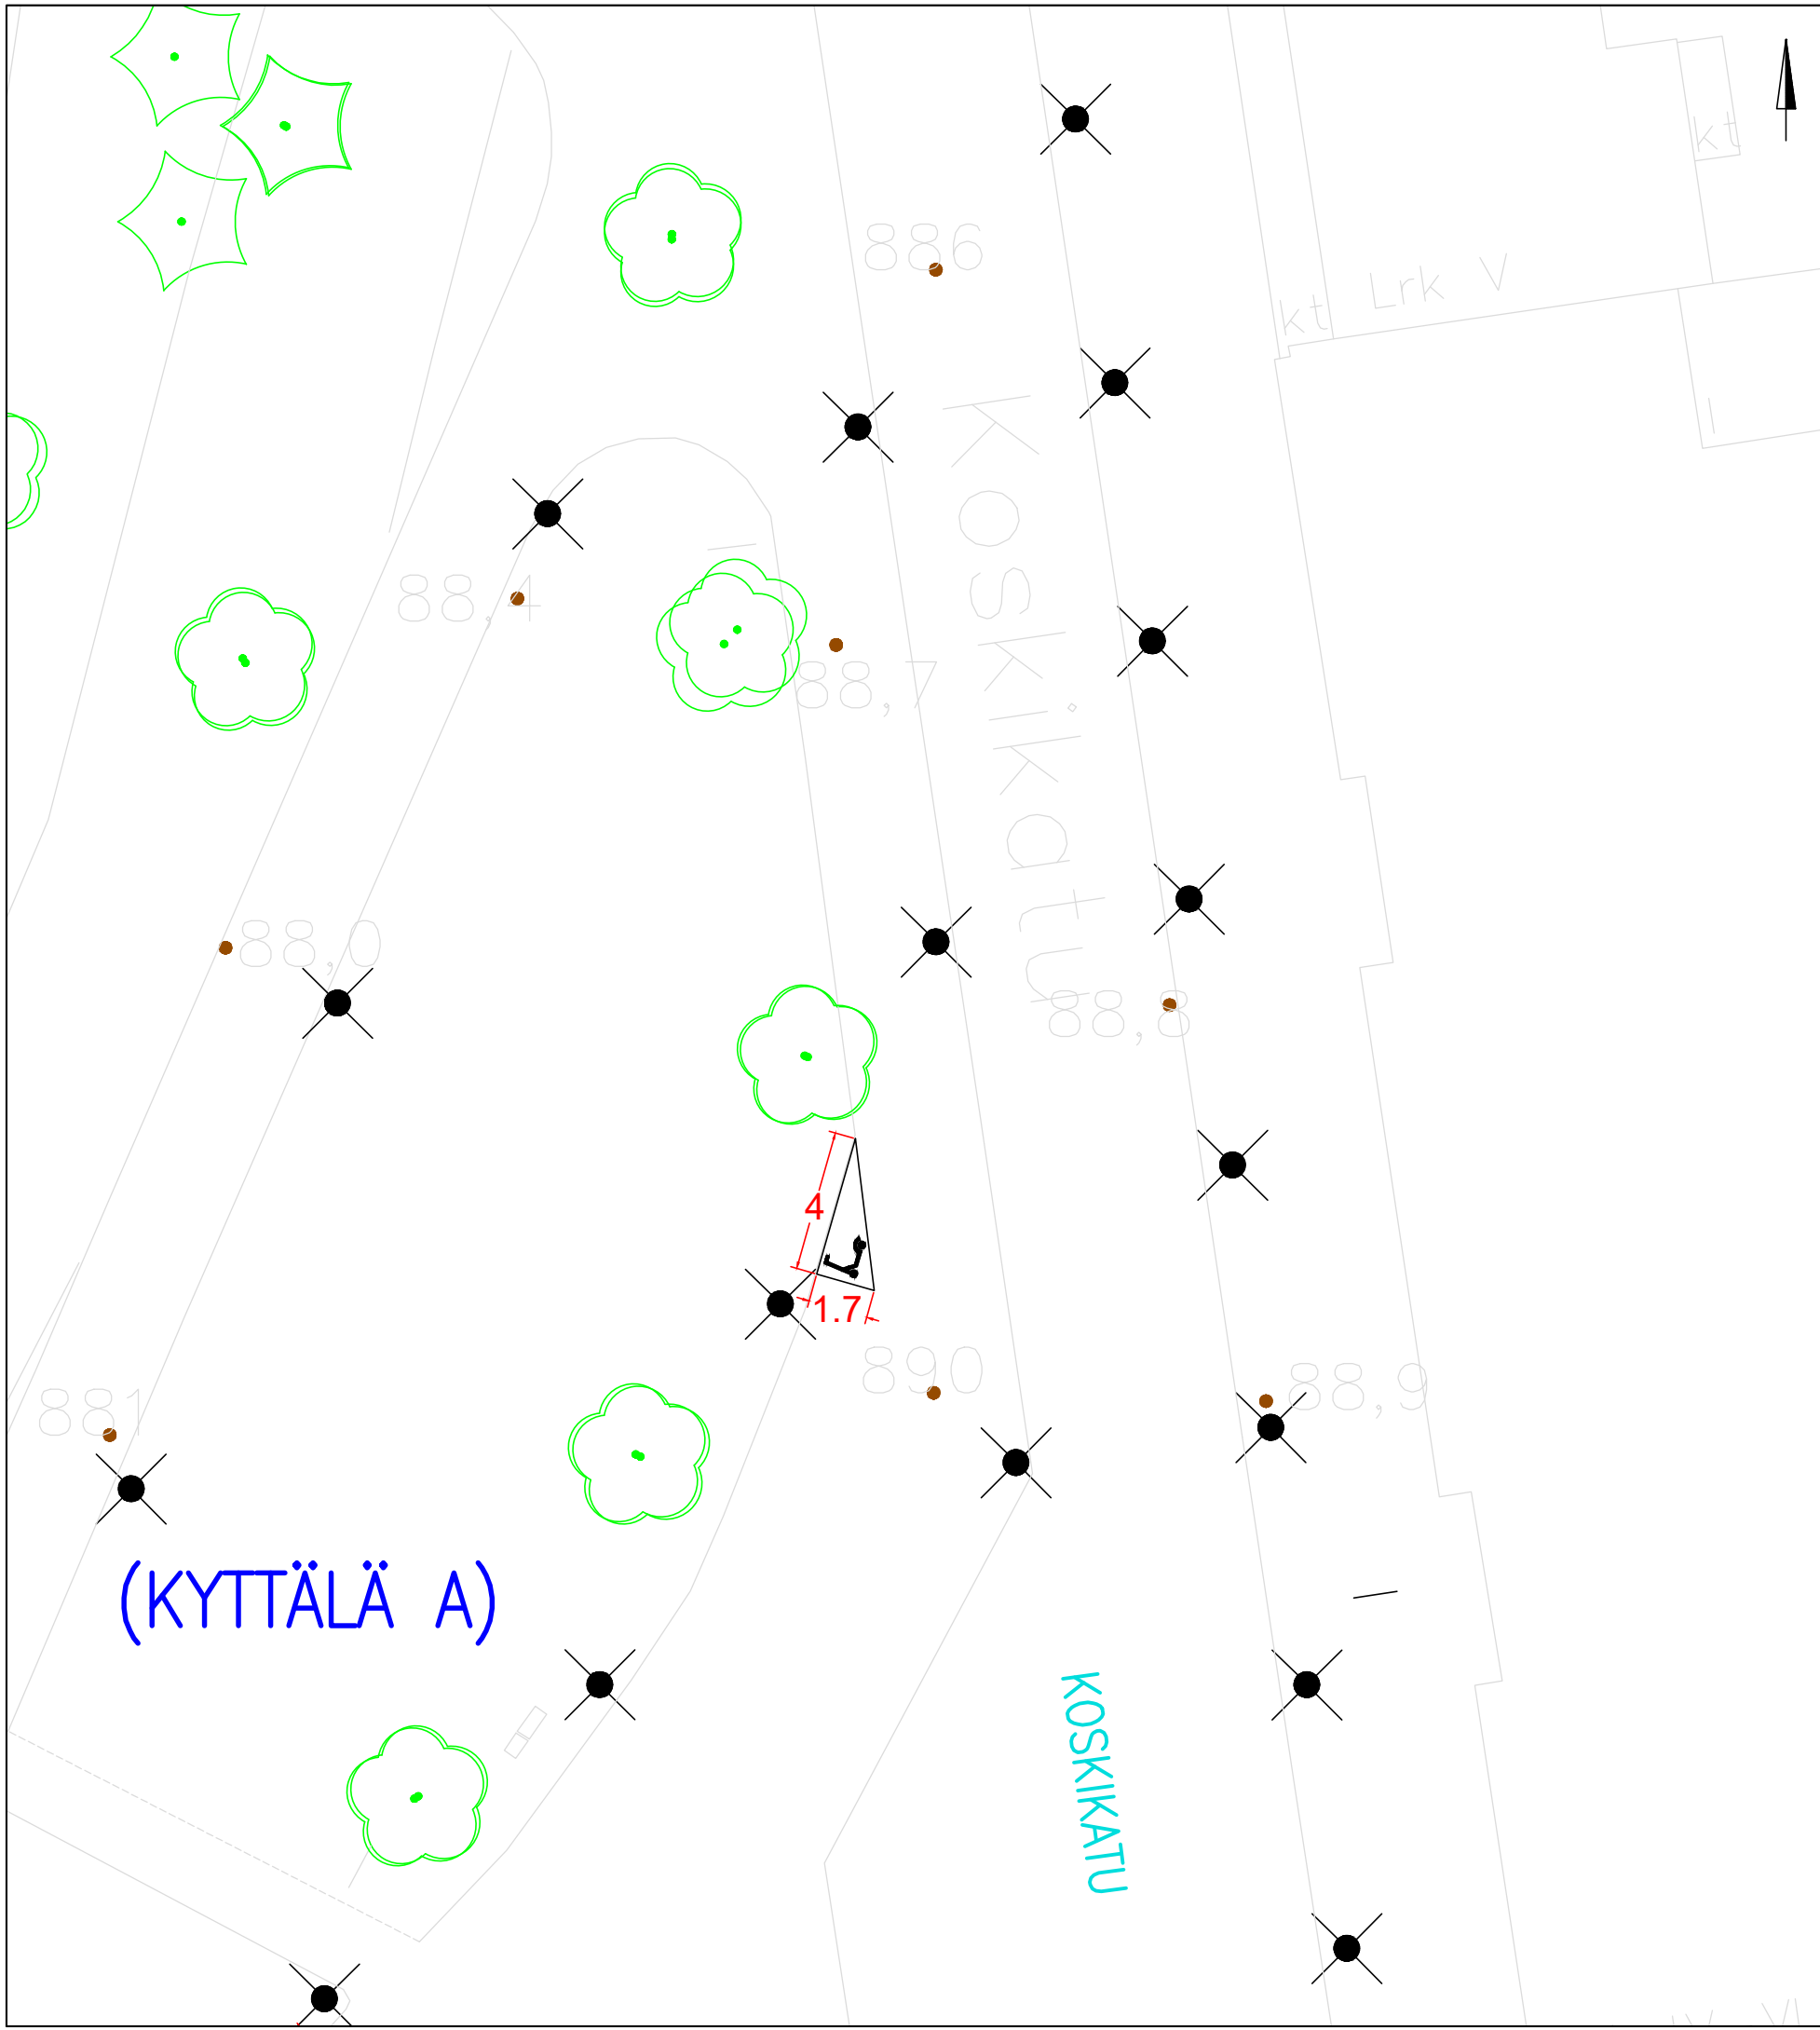 kt
886
kt Lrk V
I
Koskikatu
88,4
88,7
88,0
88,8
4
1.7
890
88,9
881
(KYTTÄLÄ A)
KOSKIKATU